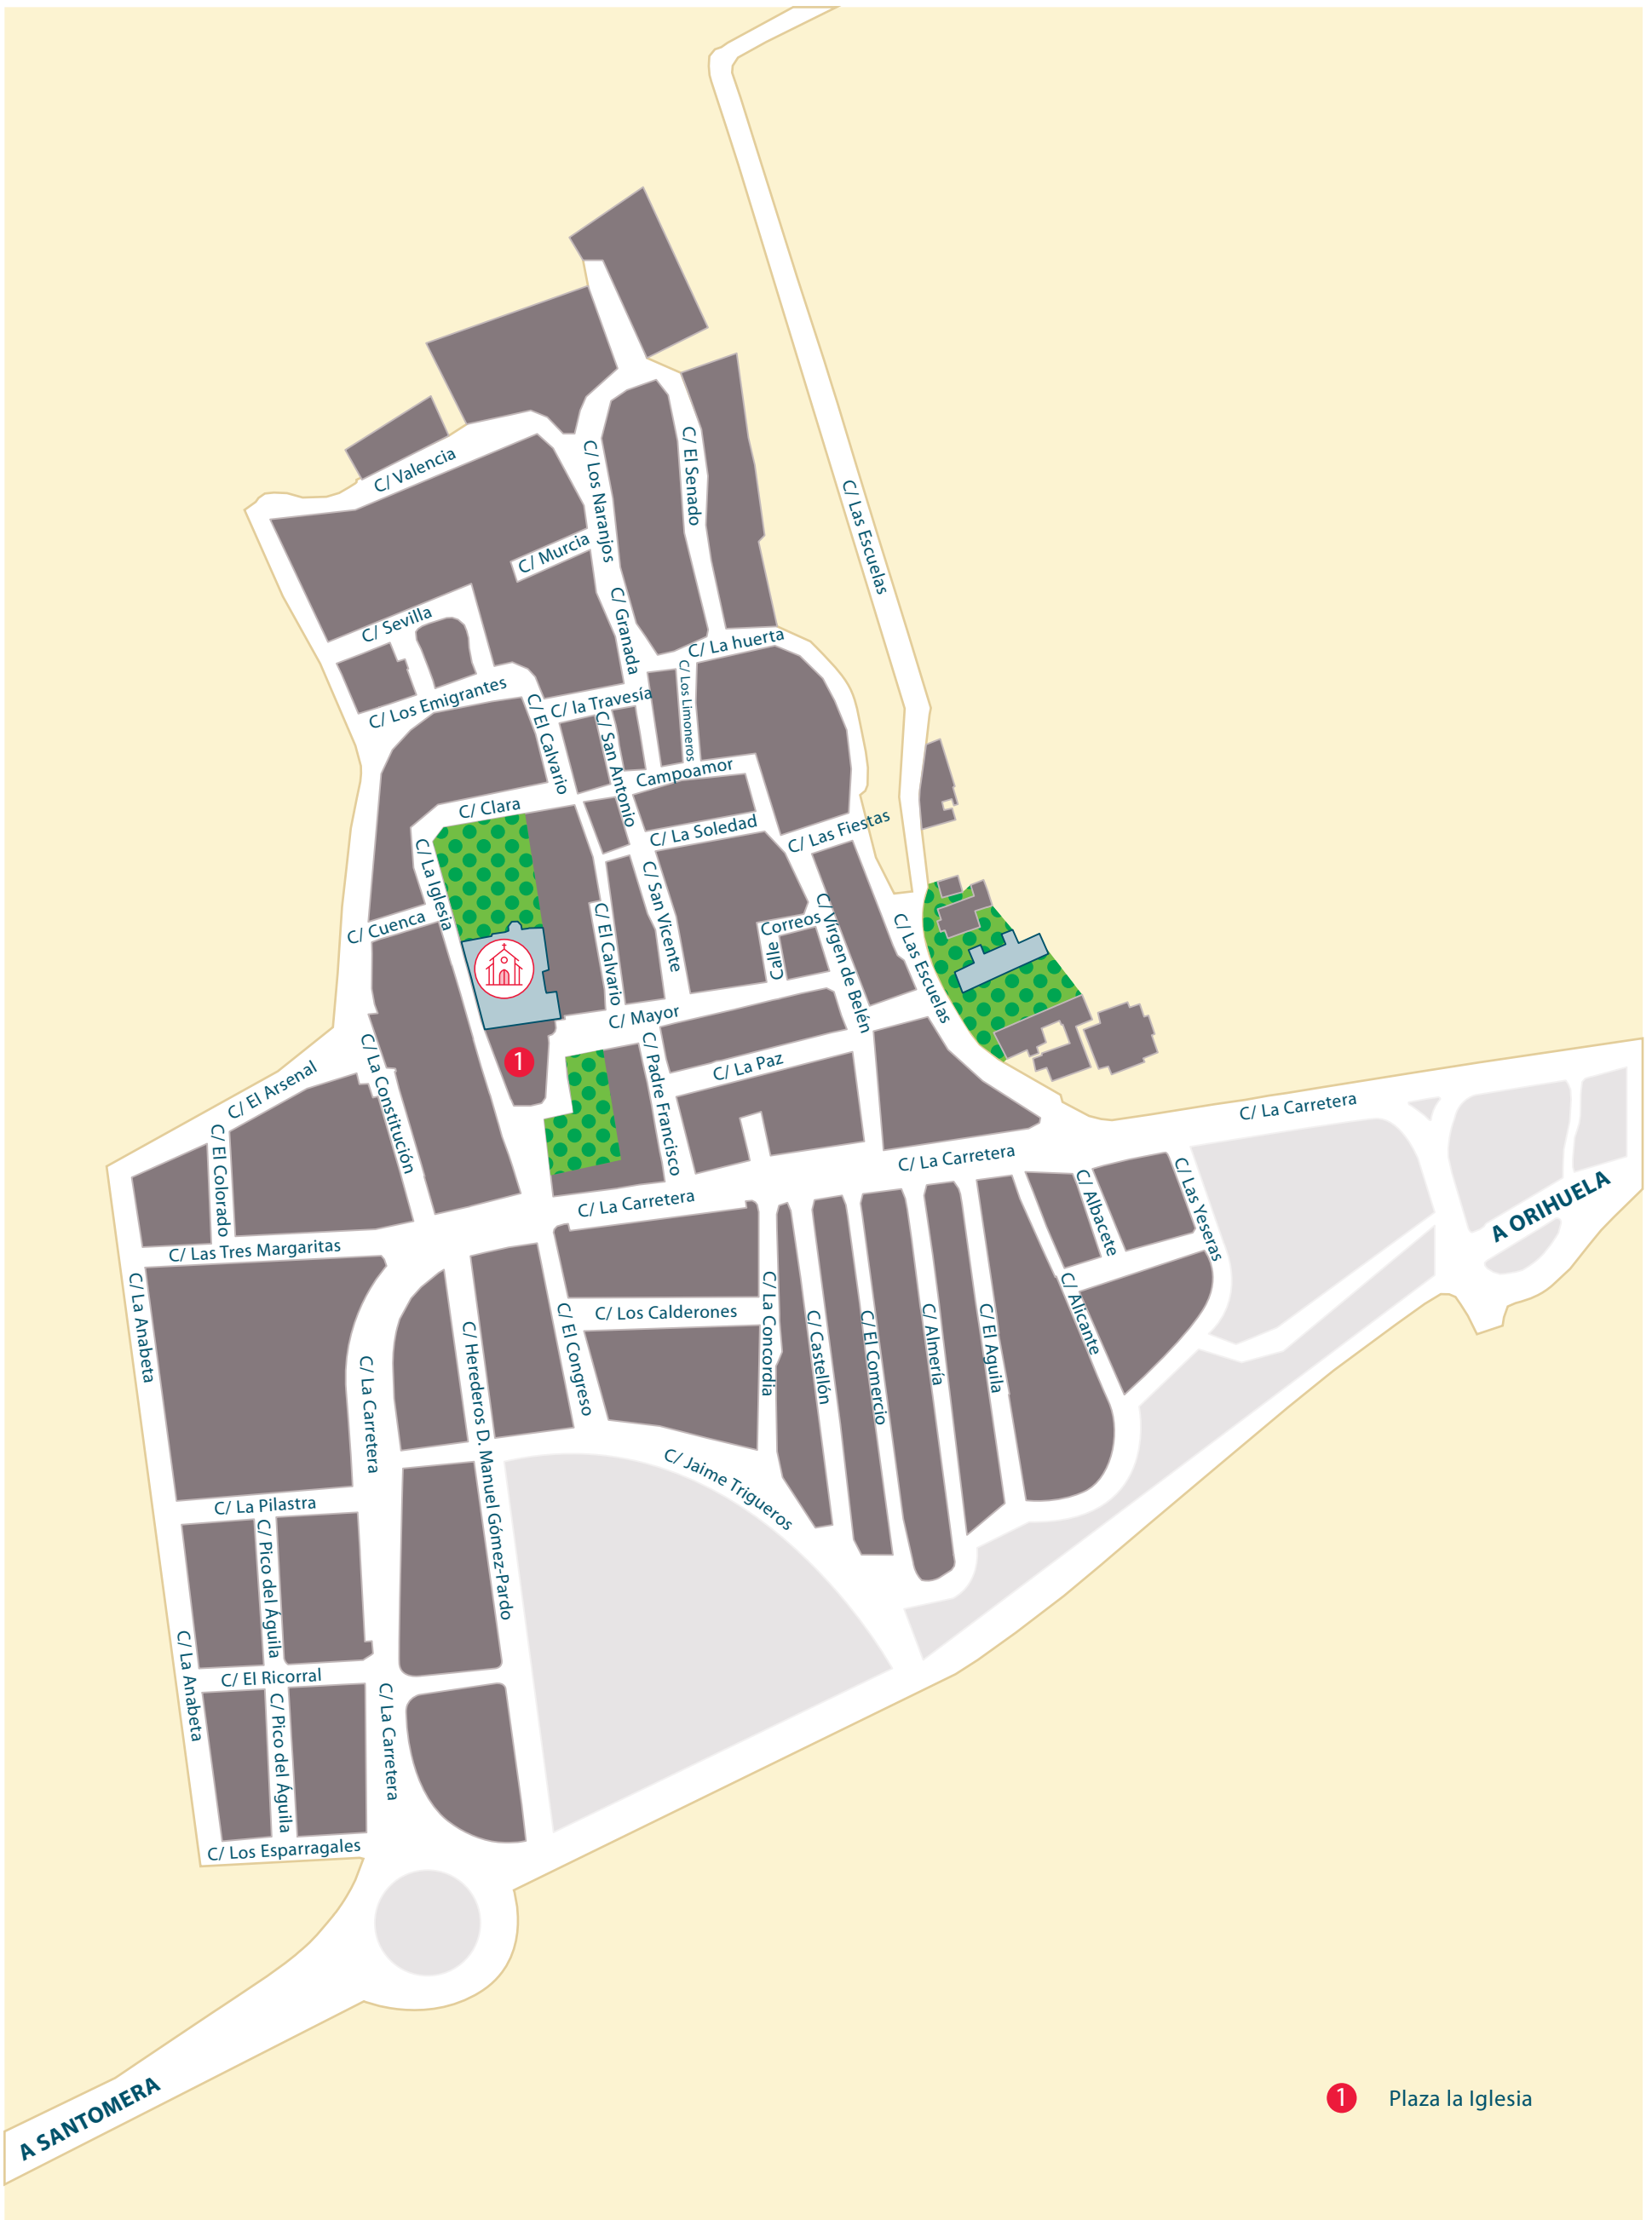 C/ Valencia
C/ Los Naranjos
C/ El Senado
C/ Las Escuelas
C/ Murcia
C/ Sevilla
C/ Granada
C/ La huerta
C/ Los Emigrantes
C/ la Travesía
C/ Los Limoneros
C/ El Calvario
C/ San Antonio
Campoamor
C/ Clara
C/ La Soledad
C/ Las Fiestas
C/ La Iglesia
C/ Cuenca
C/ San Vicente
C/ El Calvario
Calle
Correos
C/ Virgen de Belén
C/ Las Escuelas
C/ Mayor
1
C/ La Paz
C/ Padre Francisco
C/ La Constitución
C/ El Arsenal
C/ El Colorado
C/ La Carretera
C/ La Carretera
C/ La Carretera
C/ Las Tres Margaritas
C/ Albacete
C/ Las Yeseras
A ORIHUELA
C/ La Anabeta
C/ Los Calderones
C/ El Congreso
C/ La Concordia
C/ Castellón
C/ El Comercio
C/ Almería
C/ El Aguila
C/ Alicante
C/ La Carretera
C/ Herederos D. Manuel Gómez-Pardo
C/ Jaime Trigueros
C/ La Pilastra
C/ Pico del Águila
C/ La Anabeta
C/ El Ricorral
C/ Pico del Águila
C/ La Carretera
C/ Los Esparragales
A SANTOMERA
1 Plaza la Iglesia